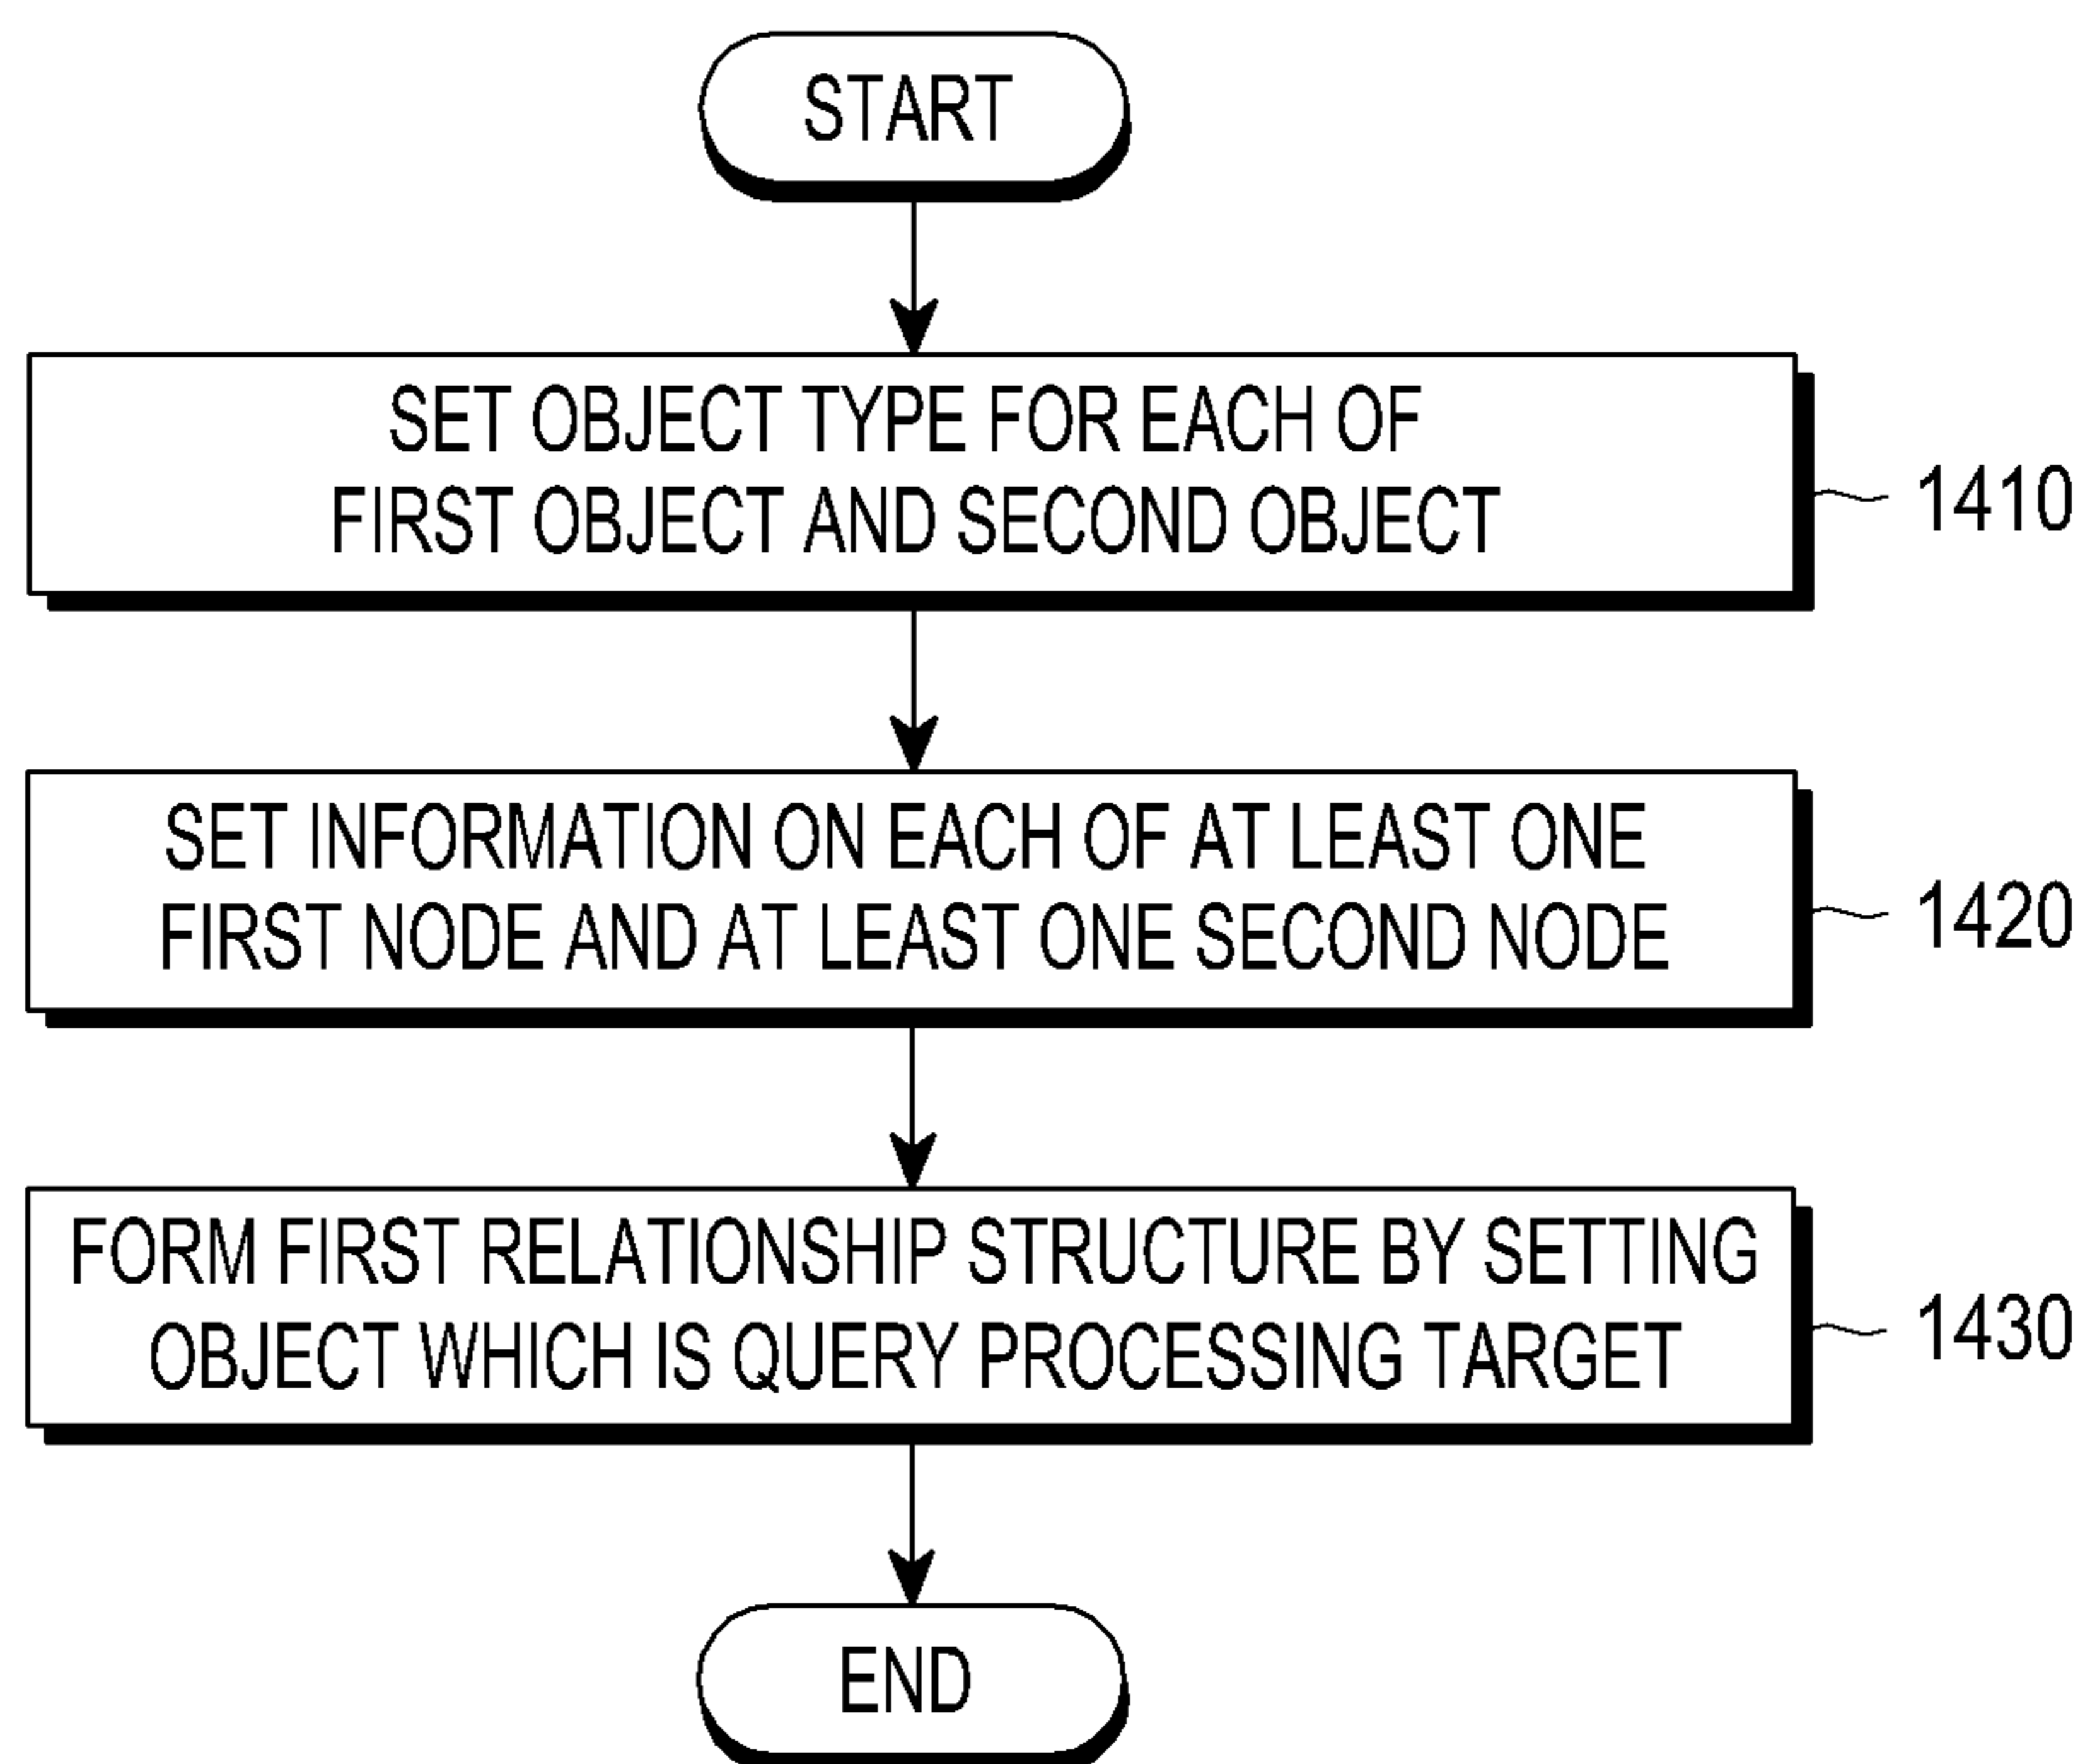 START
SET OBJECT TYPE FOR EACH OF
FIRST OBJECT AND SECOND OBJECT
1410
SET INFORMATION ON EACH OF AT LEAST ONE
FIRST NODE AND AT LEAST ONE SECOND NODE
1420
FORM FIRST RELATIONSHIP STRUCTURE BY SETTING
OBJECT WHICH IS QUERY PROCESSING TARGET
1430
END